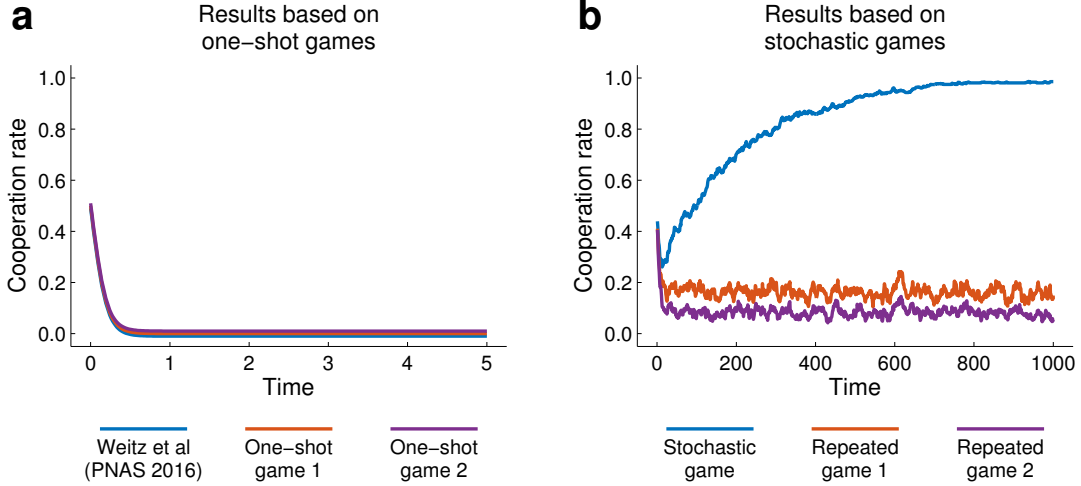 a
Results based on
one−shot games
Cooperation rate
1.0
0.8
0.6
0.4
0.2
0.0
0
1
2
3
4
5
Time
Weitz et al
(PNAS 2016)
One−shot
game 1
One−shot
game 2
b
Results based on
stochastic games
Cooperation rate
1.0
0.8
0.6
0.4
0.2
0.0
0
200
400
600
800
1000
Time
Stochastic
game
Repeated
game 1
Repeated
game 2